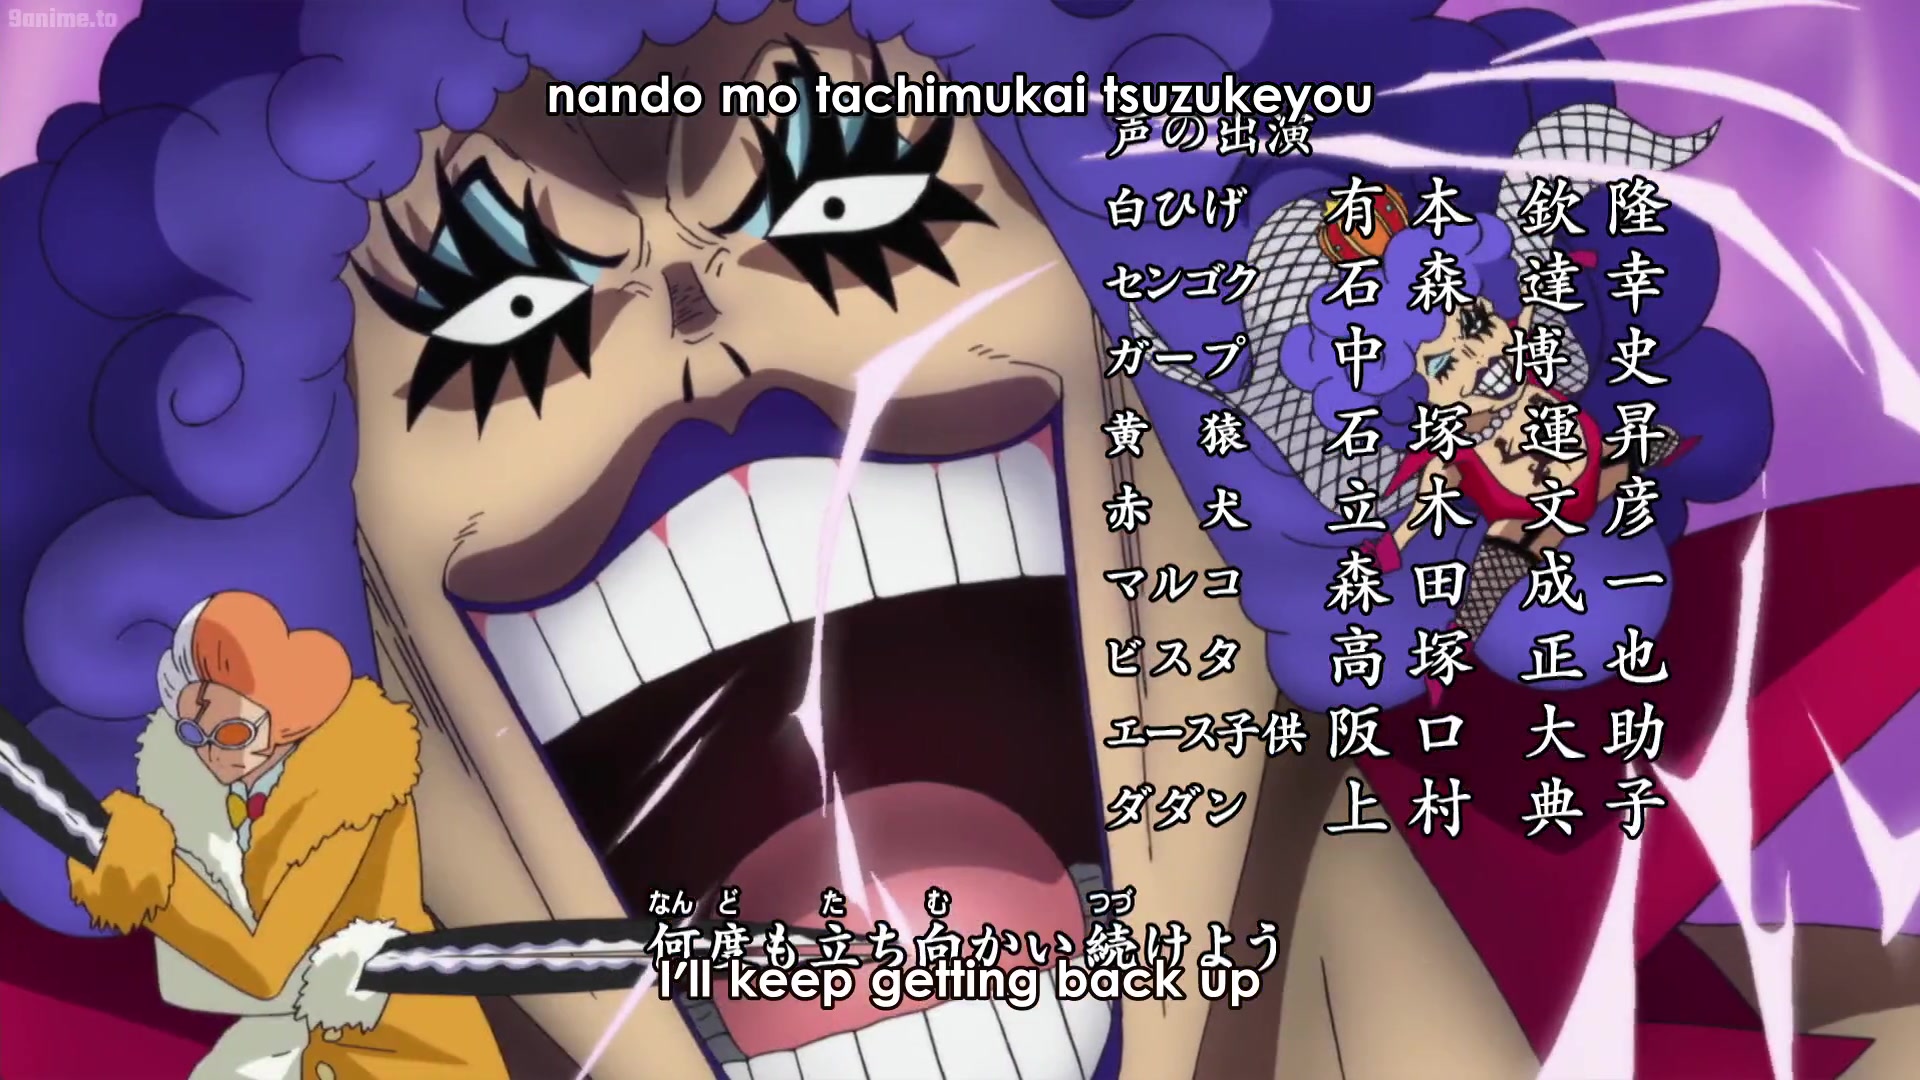 9anime.to
nando mo tachimukai tsuzukeyou
声の出演
白ひげ 有本 欽隆
センゴク 石森 達幸
ガープ 中 博史
黄猿 石塚 運昇
赤犬 立木 文彦
マルコ 森田 成一
ビスタ 高塚 正也
エース子供 阪口 大助
ダダン 上村 典子
なんど た む つづ
何度も立ち向かい続けよう
I'll keep getting back up